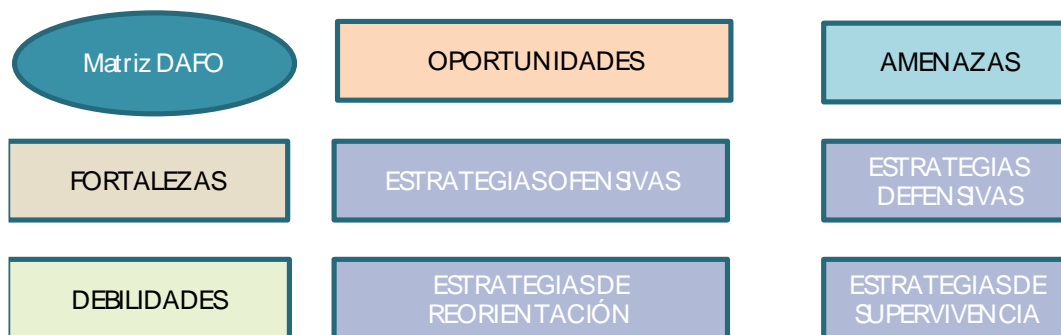 Matriz DAFO
OPORTUNIDADES
AMENAZAS
FORTALEZAS
ESTRATEGIAS OFENSIVAS
ESTRATEGIAS
DEFENSIVAS
DEBILIDADES
ESTRATEGIAS DE
REORIENTACIÓN
ESTRATEGIAS DE
SUPERVIVENCIA